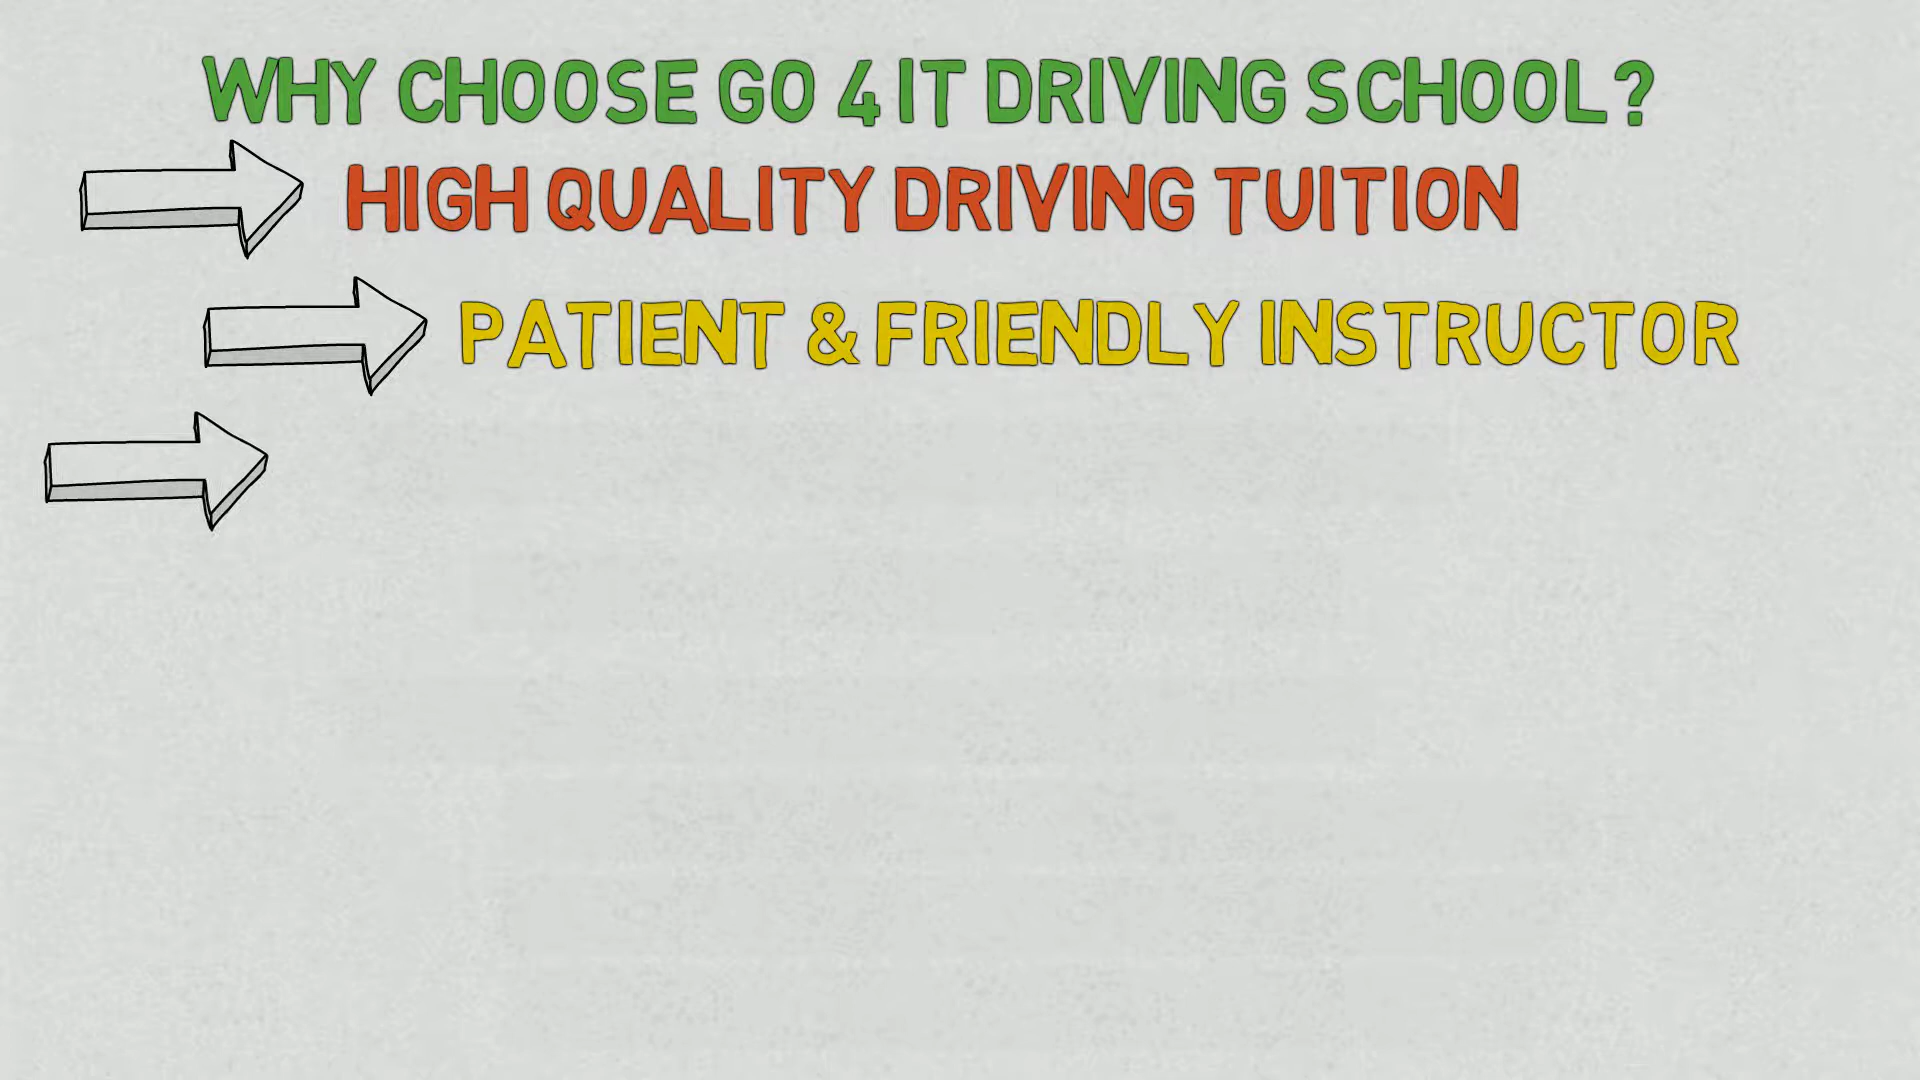 WHY CHOOSE GO 4 IT DRIVING SCHOOL?
HIGH QUALITY DRIVING TUITION
PATIENT & FRIENDLY INSTRUCTOR